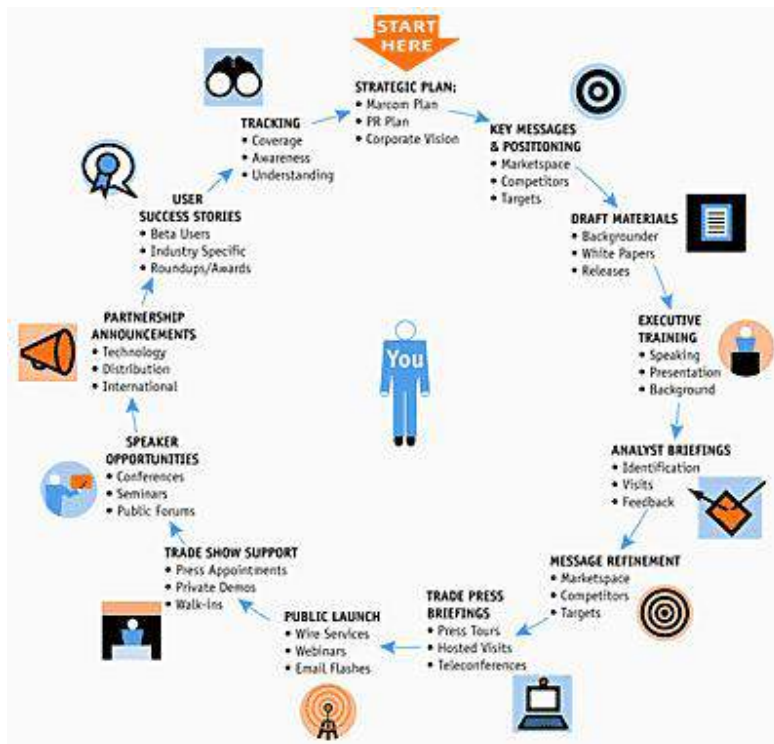 START
HERE
STRATEGIC PLAN:
• Marcom Plan
• PR Plan
• Corporate Vision
KEY MESSAGES
& POSITIONING
• Marketspace
• Competitors
• Targets
DRAFT MATERIALS
• Backgrounder
• White Papers
• Releases
EXECUTIVE
TRAINING
• Speaking
• Presentation
• Background
ANALYST BRIEFINGS
• Identification
• Visits
• Feedback
MESSAGE REFINEMENT
• Marketspace
• Competitors
• Targets
TRADE PRESS
BRIEFINGS
• Press Tours
• Hosted Visits
• Teleconferences
PUBLIC LAUNCH
• Wire Services
• Webinars
• Email Flashes
TRADE SHOW SUPPORT
• Press Appointments
• Private Demos
• Walk-ins
SPEAKER
OPPORTUNITIES
• Conferences
• Seminars
• Public Forums
PARTNERSHIP
ANNOUNCEMENTS
• Technology
• Distribution
• International
USER
SUCCESS STORIES
• Beta Users
• Industry Specific
• Roundups/Awards
TRACKING
• Coverage
• Awareness
• Understanding
You